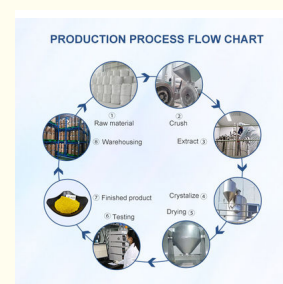 PRODUCTION PROCESS FLOW CHART
①
Raw material
②
Crush
Extract ③
Crystalize ④
Drying ⑤
⑥ Testing
⑦ Finished product
⑧ Warehousing